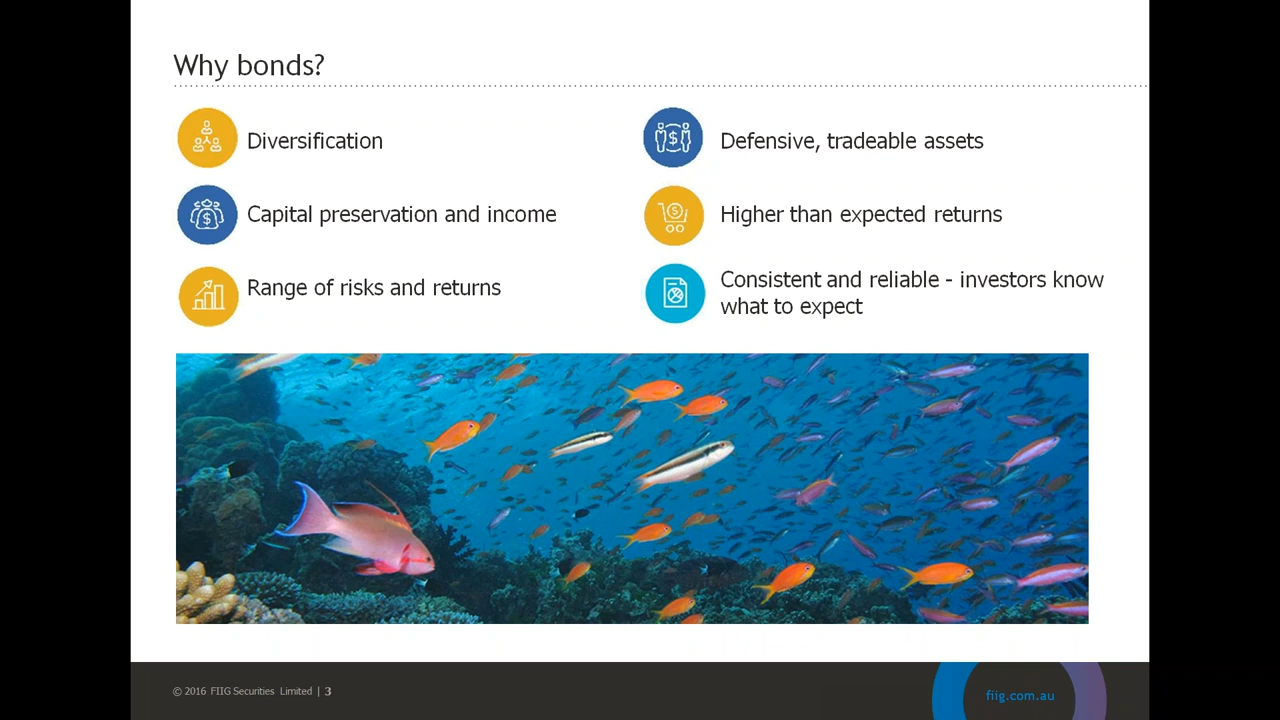 Why bonds?
Diversification
Capital preservation and income
Range of risks and returns
Defensive, tradeable assets
Higher than expected returns
Consistent and reliable - investors know
what to expect
© 2016 FIIG Securities Limited | 3
fiig.com.au